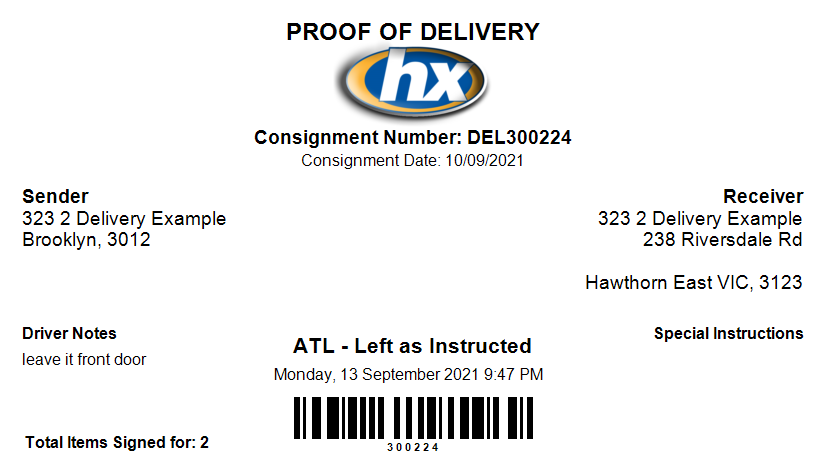 PROOF OF DELIVERY
hx
Consignment Number: DEL300224
Consignment Date: 10/09/2021
Sender
323 2 Delivery Example
Brooklyn, 3012
Receiver
323 2 Delivery Example
238 Riversdale Rd
Hawthorn East VIC, 3123
Driver Notes
leave it front door
ATL - Left as Instructed
Monday, 13 September 2021 9:47 PM
Special Instructions
300224
Total Items Signed for: 2